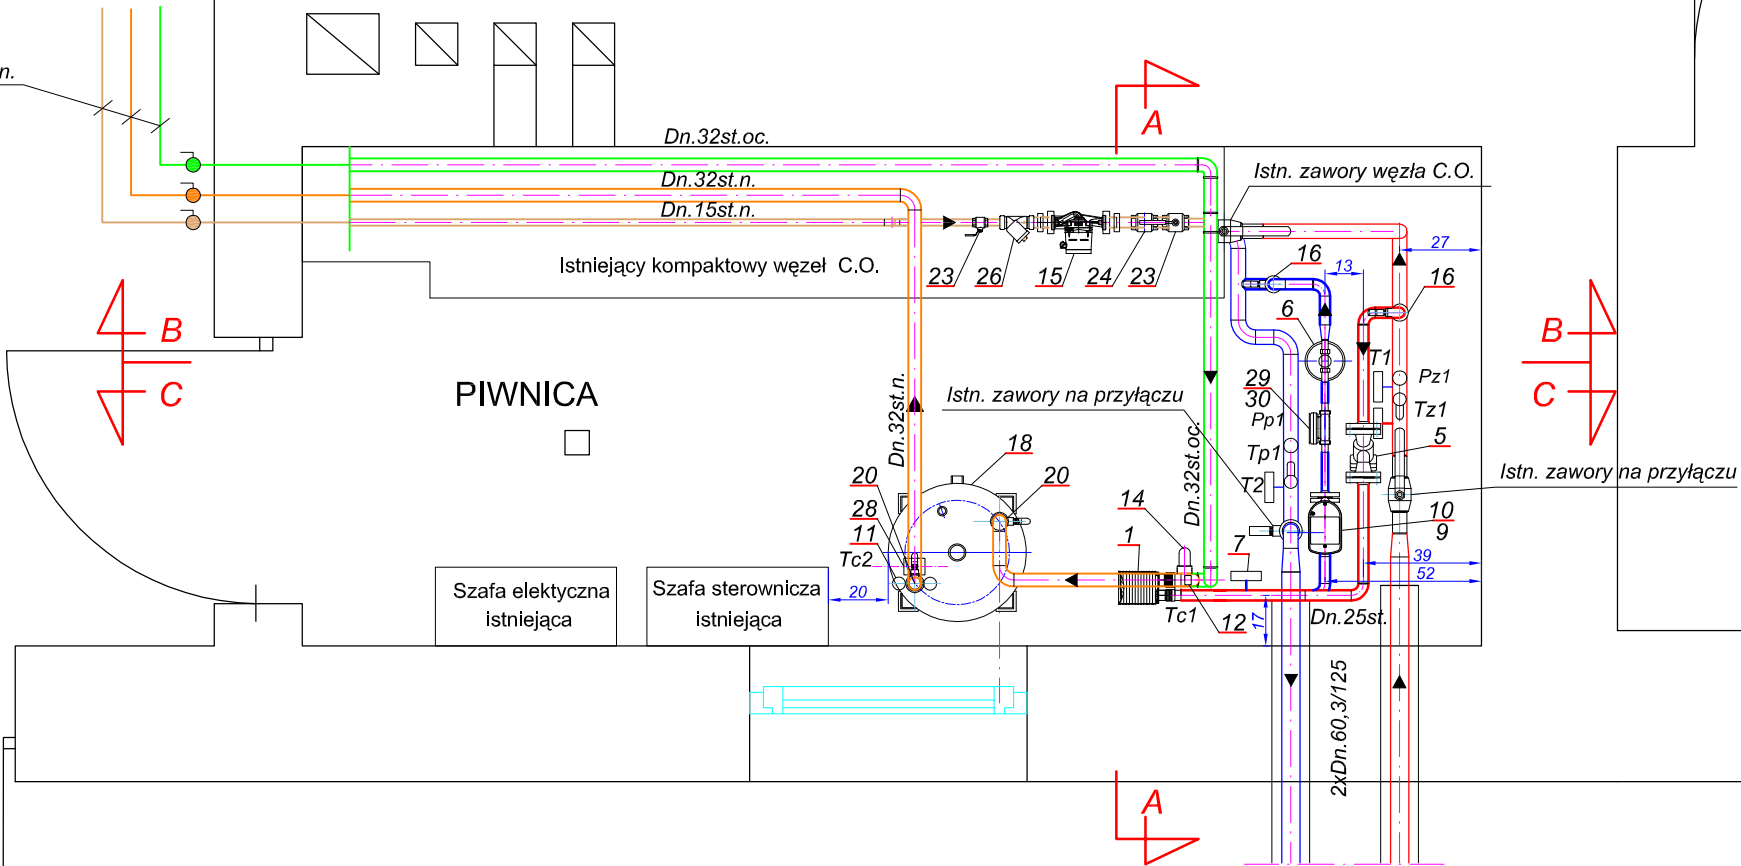 n.
A
Dn.32st.oc.
Istn. zawory węzła C.O.
Dn.32st.n.
Dn.15st.n.
27
Istniejący kompaktowy węzeł C.O.
23
26
15
24
23
16
13
16
6
B
C
B
C
T1
Pz1
Tz1
PIWNICA
Dn.32st.n.
Istn. zawory na przyłączu
29
30
Pp1
Tp1
T2
5
Dn.32st.oc.
Istn. zawory na przyłączu
18
20
20
28
11
Tc2
14
1
7
10
9
39
52
Szafa elektyczna
istniejąca
Szafa sterownicza
istniejąca
20
Tc1
12
17
Dn.25st.
2xDn.60,3/125
A